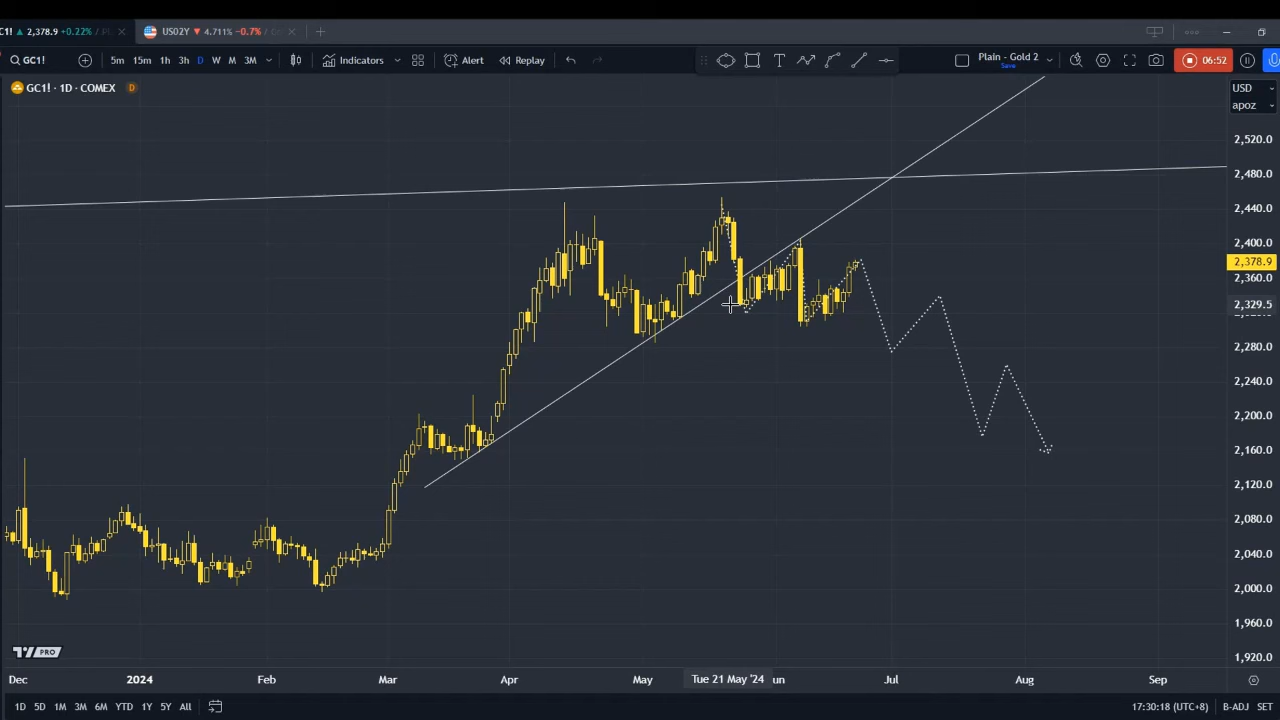 C1! ▲ 2,378.9 +0.22% / Pl
US02Y ▼ 4.711% −0.7% /
GC1!
5m 15m 1h 3h D W M 3M
Indicators
Alert
Replay
Plain - Gold 2
Save
06:52
GC1! · 1D · COMEX D
USD
apoz
2,520.0
2,480.0
2,440.0
2,400.0
2,378.9
2,360.0
2,329.5
2,280.0
2,240.0
2,200.0
2,160.0
2,120.0
2,080.0
2,040.0
2,000.0
1,960.0
1,920.0
PRO
Dec 2024 Feb Mar Apr May Tue 21 May '24 un Jul Aug Sep
1D 5D 1M 3M 6M YTD 1Y 5Y All
17:30:18 (UTC+8) B-ADJ SET